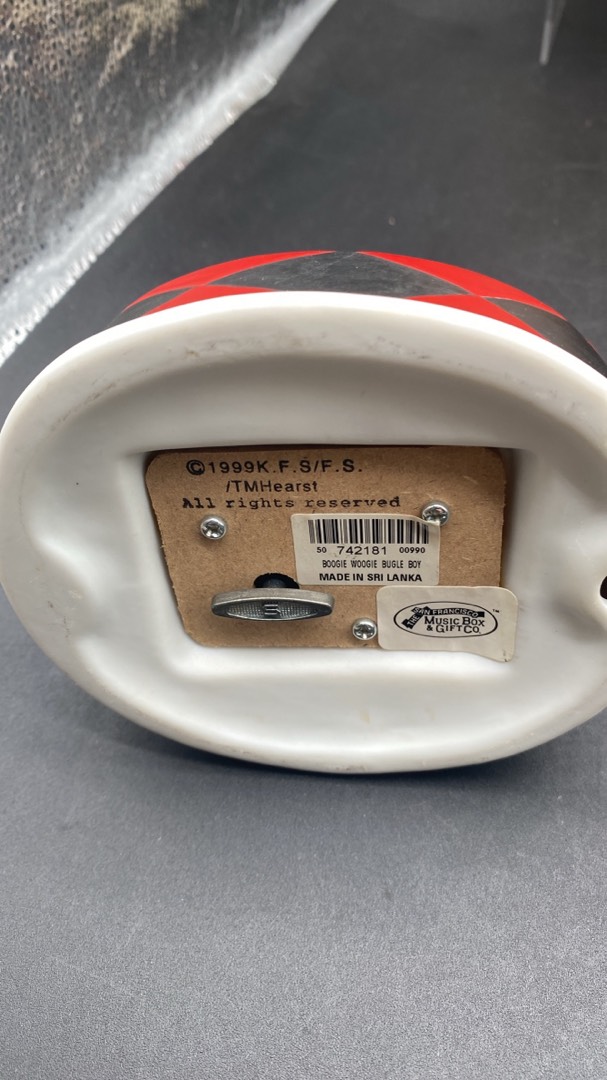 ©1999K.F.S/F.S.
/TMHearst
All rights reserved
50 742181 00990
BOOGIE WOOGIE BUGLE BOY
MADE IN SRI LANKA
S
THE SAN FRANCISCO ™
MUSIC BOX
& GIFT CO.